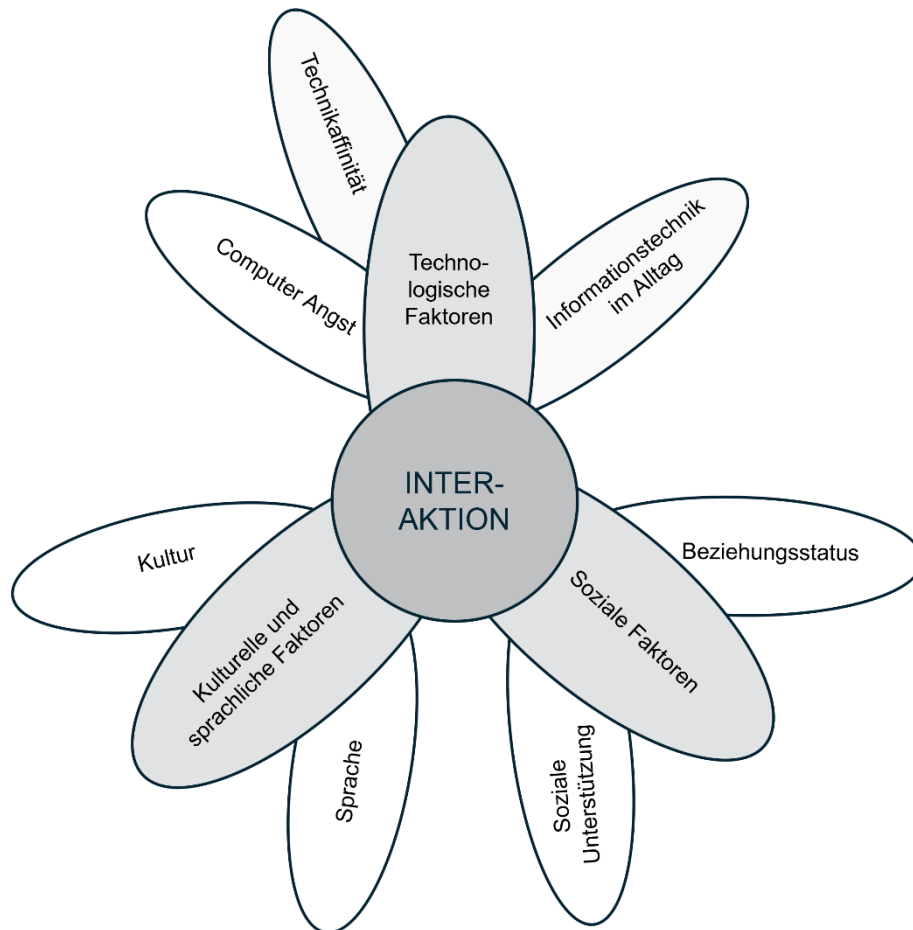 Technikaffinität
Computer Angst
Techno-
logische
Faktoren
Informationstechnik
im Alltag
INTER-
AKTION
Kultur
Kulturelle und
sprachliche Faktoren
Sprache
Soziale Faktoren
Beziehungsstatus
Soziale
Unterstützung